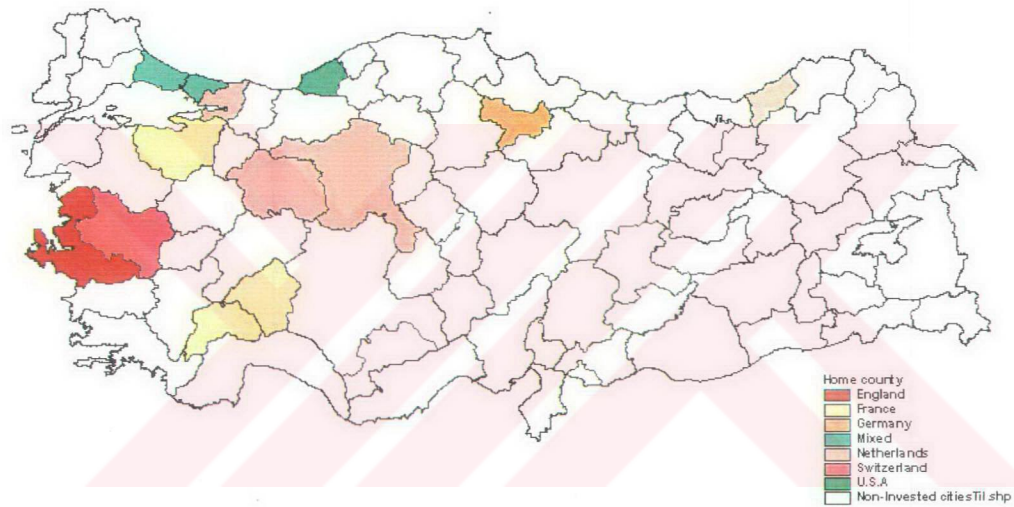 Home county
England
France
Germany
Mixed
Netherlands
Switzerland
U.S.A
Non-Invested citiesTil.shp